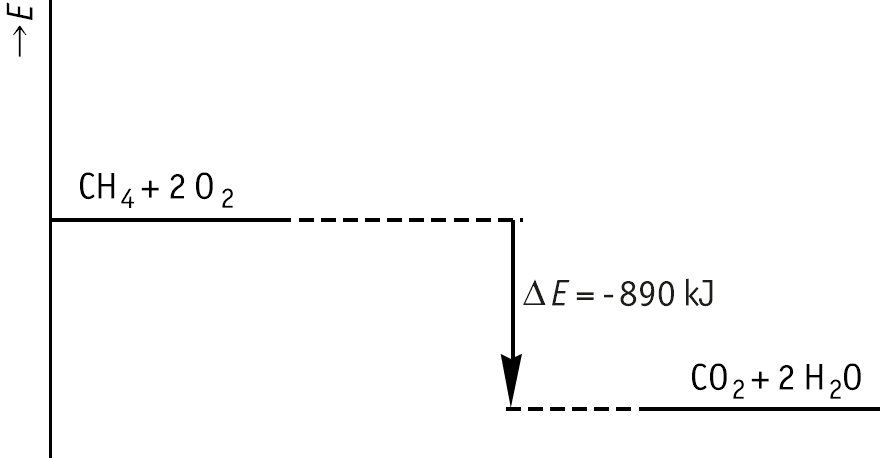 →E
CH₄ + 2 O₂
ΔE = -890 kJ
CO₂ + 2 H₂O